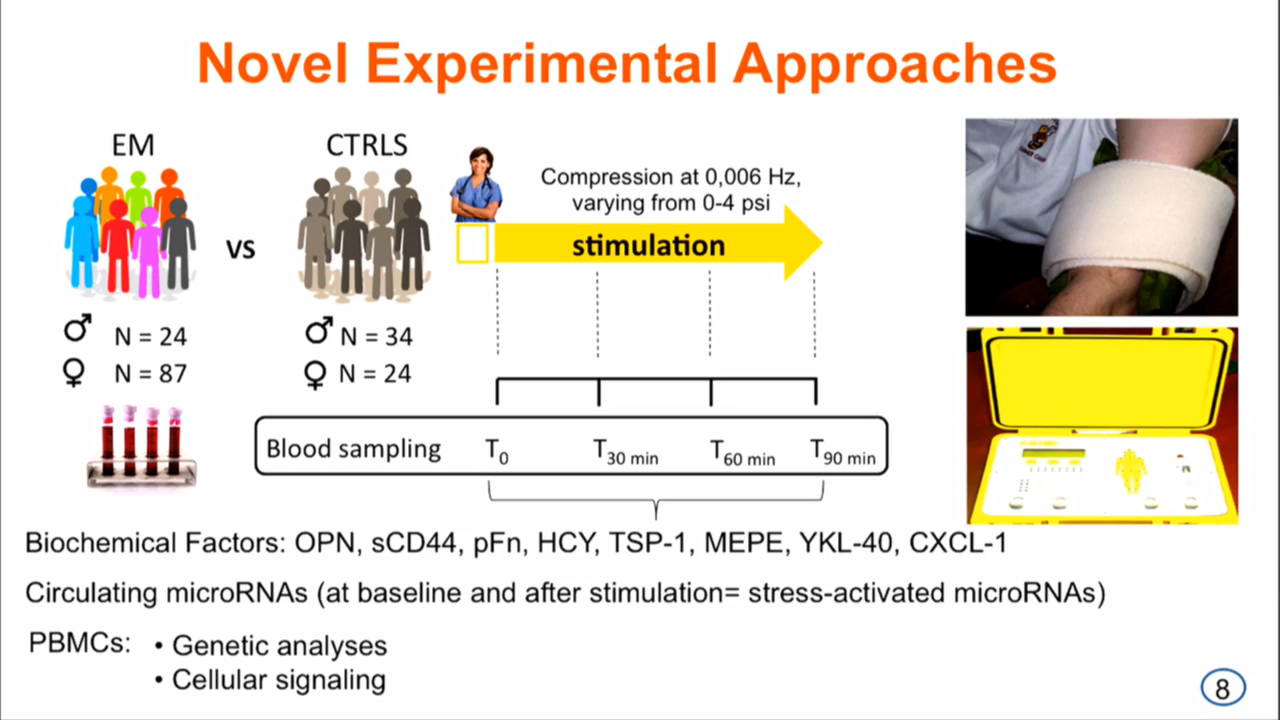 Novel Experimental Approaches
EM
CTRLS
vs
♂ N = 24
♀ N = 87
♂ N = 34
♀ N = 24
Compression at 0,006 Hz,
varying from 0-4 psi
stimulation
Blood sampling T0 T30 min T60 min T90 min
Biochemical Factors: OPN, sCD44, pFn, HCY, TSP-1, MEPE, YKL-40, CXCL-1
Circulating microRNAs (at baseline and after stimulation= stress-activated microRNAs)
PBMCs: • Genetic analyses
• Cellular signaling
8